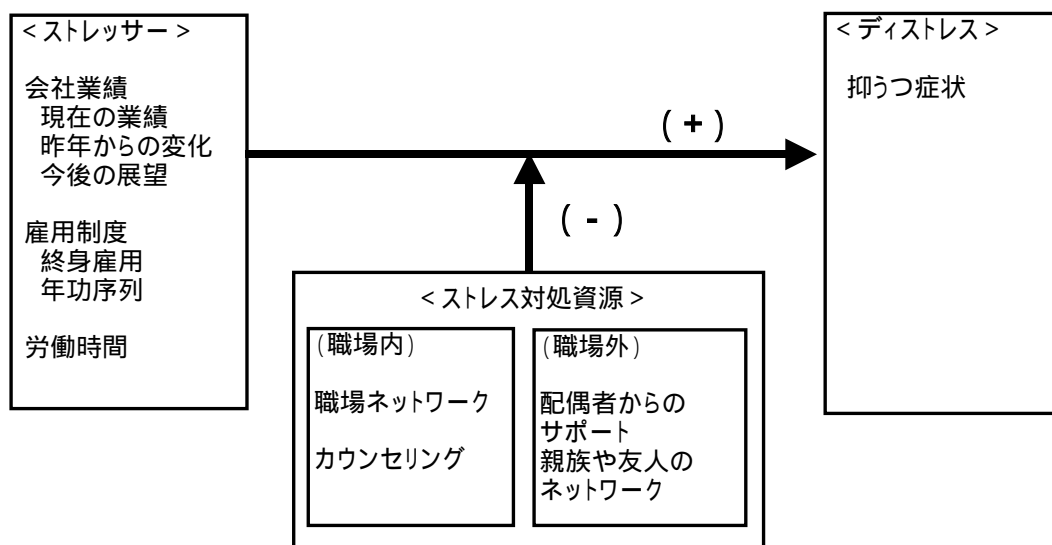 <ストレッサー>
会社業績
現在の業績
昨年からの変化
今後の展望
雇用制度
終身雇用
年功序列
労働時間
(+)
(-)
<ディストレス>
抑うつ症状
<ストレス対処資源>
(職場内)
職場ネットワーク
カウンセリング
(職場外)
配偶者からの
サポート
親族や友人の
ネットワーク